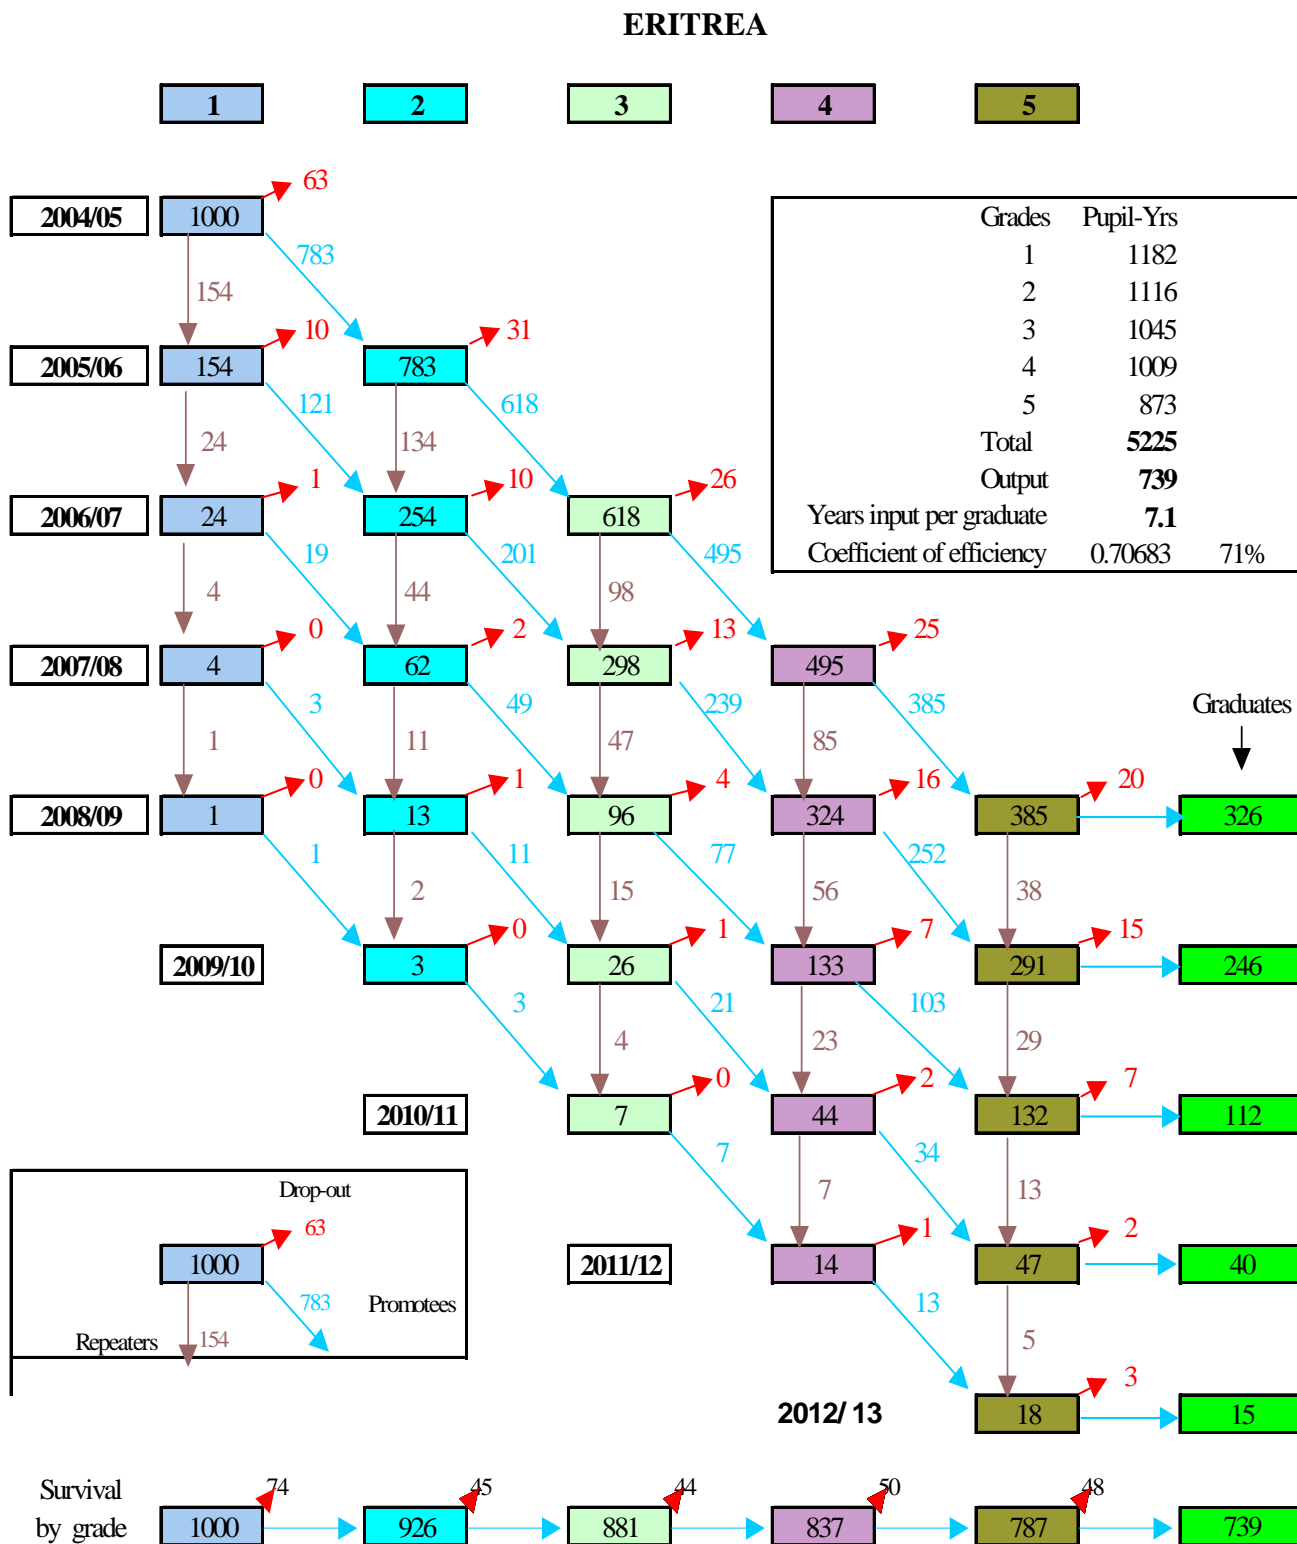 ERITREA
1 2 3 4 5
63
2004/05 1000
783
154
Grades Pupil-Yrs
1 1182
2 1116
3 1045
4 1009
5 873
Total 5225
Output 739
Years input per graduate 7.1
Coefficient of efficiency 0.70683 71%
10 31
2005/06 154 783
121 618
24 134
1 10 26
2006/07 24 254 618
19 201 495
4 44 98
0 2 13 25
2007/08 4 62 298 495
3 49 239 385
1 11 47 85
Graduates
0 1 4 16 20
2008/09 1 13 96 324 385 326
1 11 77 252
2 15 56 38
0 1 7 15
2009/10 3 26 133 291 246
3 21 103
4 23 29
0 2 7
2010/11 7 44 132 112
7 34
7 13
1 2
2011/12 14 47 40
13
5
3
2012/ 13 18 15
Drop-out
63
1000
783 Promotees
Repeaters 154
Survival
by grade
74 45 44 50 48
1000 926 881 837 787 739